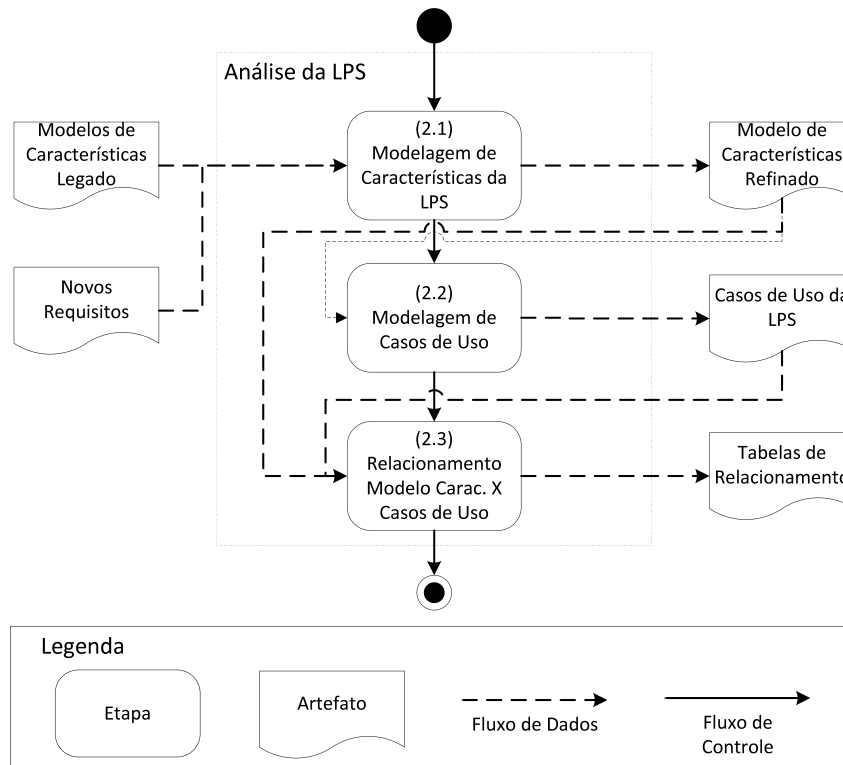 Análise da LPS
Modelos de
Características
Legado
(2.1)
Modelagem de
Características da
LPS
Modelo de
Características
Refinado
Novos
Requisitos
(2.2)
Modelagem de
Casos de Uso
Casos de Uso da
LPS
(2.3)
Relacionamento
Modelo Carac. X
Casos de Uso
Tabelas de
Relacionamento
Legenda
Etapa
Artefato
Fluxo de Dados
Fluxo de
Controle